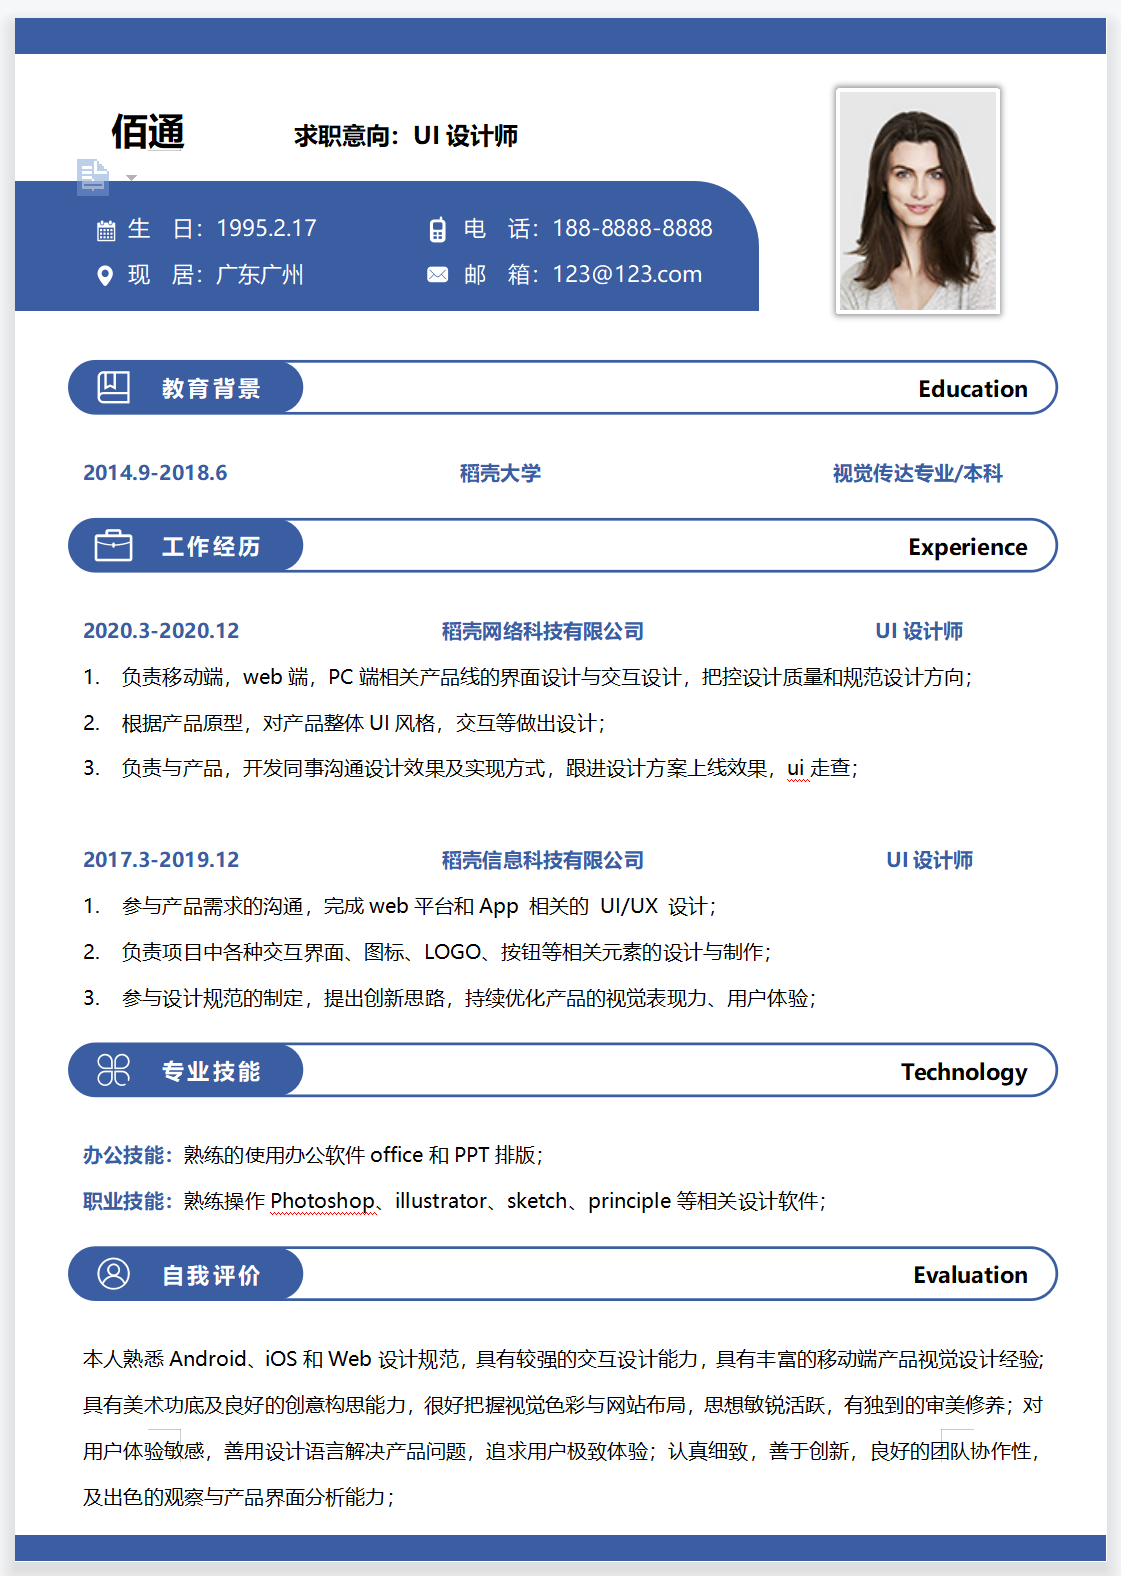 佰通 求职意向：UI 设计师
生 日：1995.2.17 电 话：188-8888-8888
现 居：广东广州 邮 箱：123@123.com
教育背景 Education
2014.9-2018.6 稻壳大学 视觉传达专业/本科
工作经历 Experience
2020.3-2020.12 稻壳网络科技有限公司 UI 设计师
1. 负责移动端，web 端，PC 端相关产品线的界面设计与交互设计，把控设计质量和规范设计方向；
2. 根据产品原型，对产品整体 UI 风格，交互等做出设计；
3. 负责与产品，开发同事沟通设计效果及实现方式，跟进设计方案上线效果，ui 走查；
2017.3-2019.12 稻壳信息科技有限公司 UI 设计师
1. 参与产品需求的沟通，完成 web 平台和 App 相关的 UI/UX 设计；
2. 负责项目中各种交互界面、图标、LOGO、按钮等相关元素的设计与制作；
3. 参与设计规范的制定，提出创新思路，持续优化产品的视觉表现力、用户体验；
专业技能 Technology
办公技能：熟练的使用办公软件 office 和 PPT 排版；
职业技能：熟练操作 Photoshop、illustrator、sketch、principle 等相关设计软件；
自我评价 Evaluation
本人熟悉 Android、iOS 和 Web 设计规范，具有较强的交互设计能力，具有丰富的移动端产品视觉设计经验;
具有美术功底及良好的创意构思能力，很好把握视觉色彩与网站布局，思想敏锐活跃，有独到的审美修养；对
用户体验敏感，善用设计语言解决产品问题，追求用户极致体验；认真细致，善于创新，良好的团队协作性，
及出色的观察与产品界面分析能力；